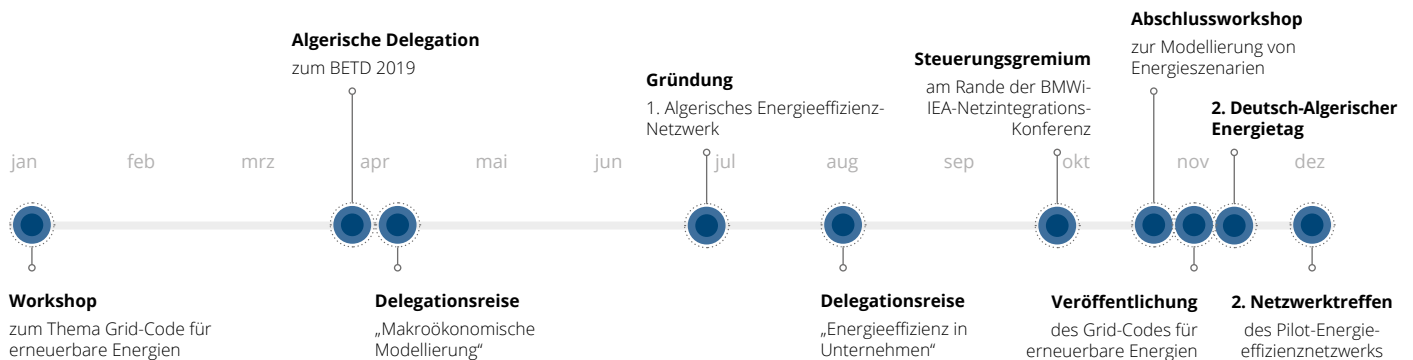 Abschlussworkshop
zur Modellierung von
Energieszenarien
Algerische Delegation
zum BETD 2019
Steuerungsgremium
am Rande der BMWi-
IEA-Netzintegrations-
Konferenz
Gründung
1. Algerisches Energieeffizienz-
Netzwerk
2. Deutsch-Algerischer
Energietag
jan feb mrz apr mai jun jul aug sep okt nov dez
Workshop
zum Thema Grid-Code für
erneuerbare Energien
Delegationsreise
„Makroökonomische
Modellierung“
Delegationsreise
„Energieeffizienz in
Unternehmen“
Veröffentlichung
des Grid-Codes für
erneuerbare Energien
2. Netzwerktreffen
des Pilot-Energie-
effizienznetzwerks